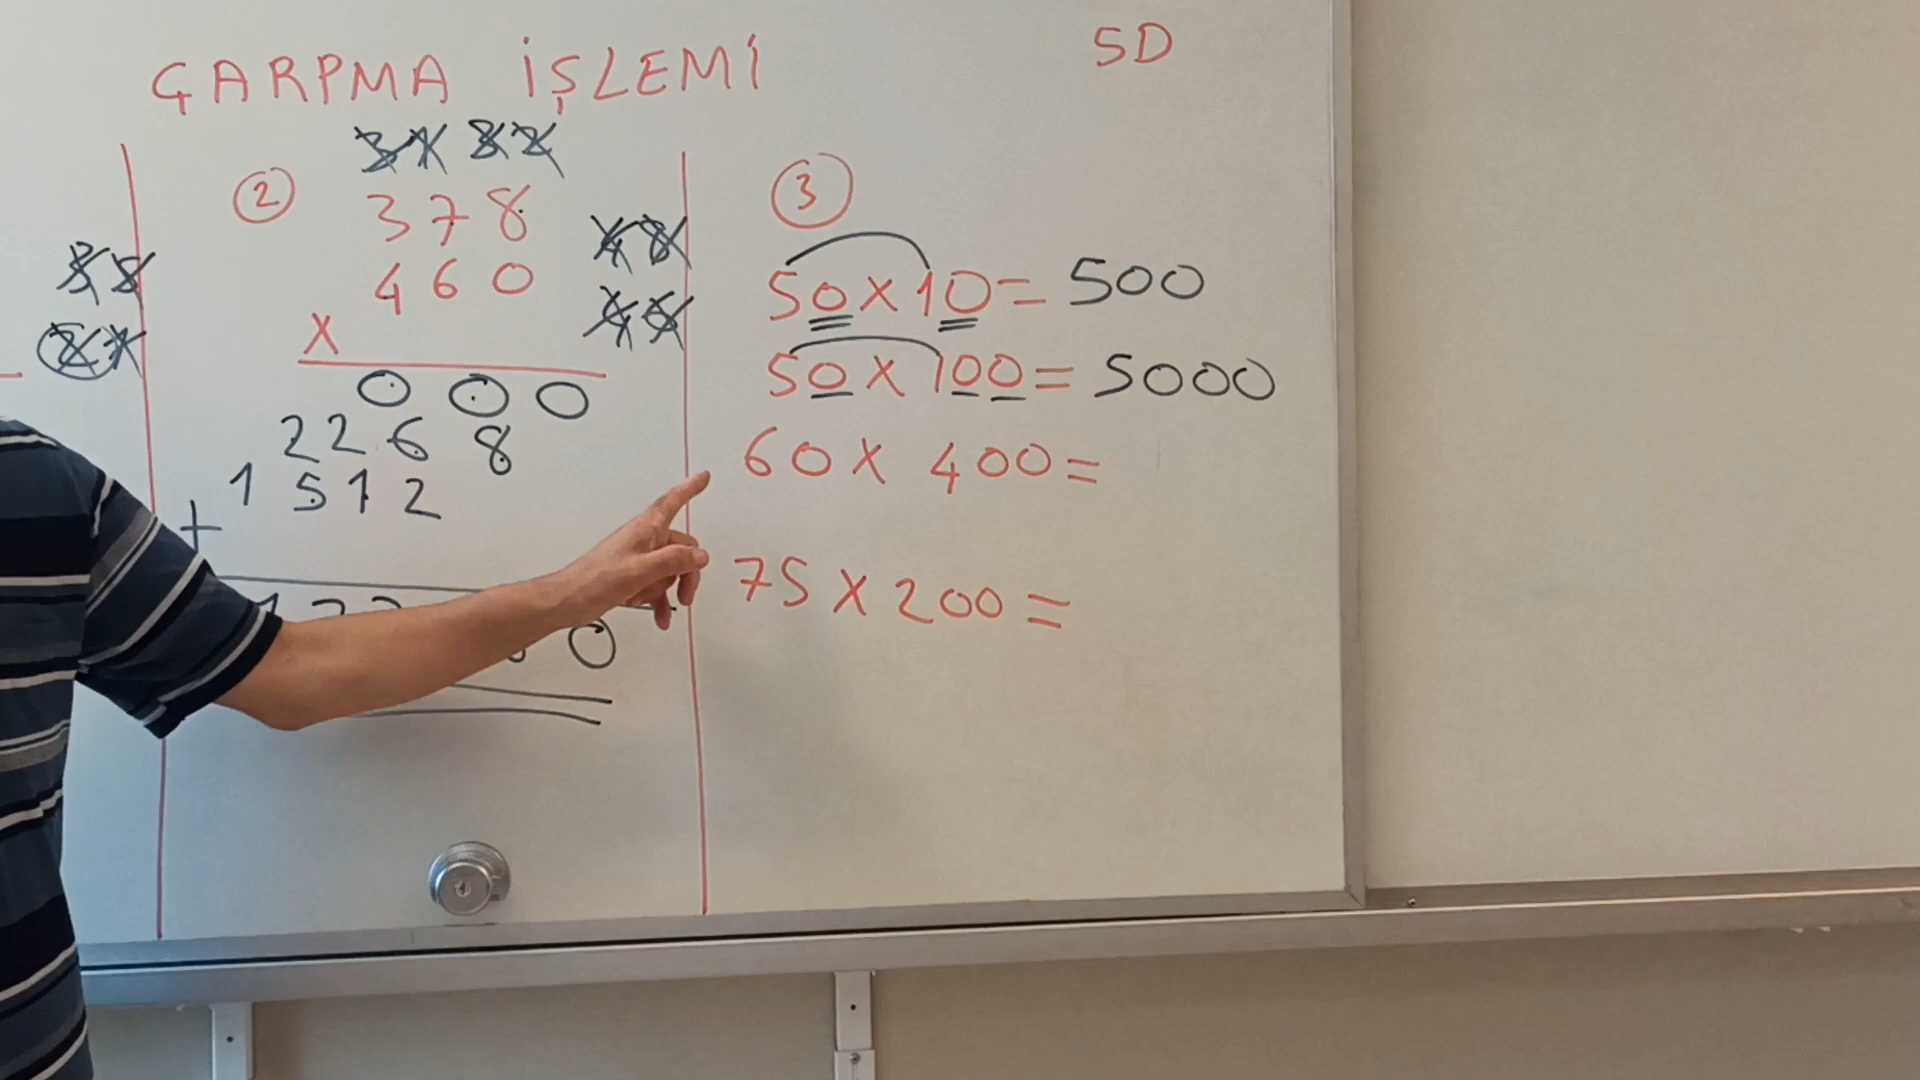 ÇARPMA İŞLEMİ
5D
2
378
460
X
000
2268
1512
+
3
50x10=500
50x100=5000
60x400=
75x200=